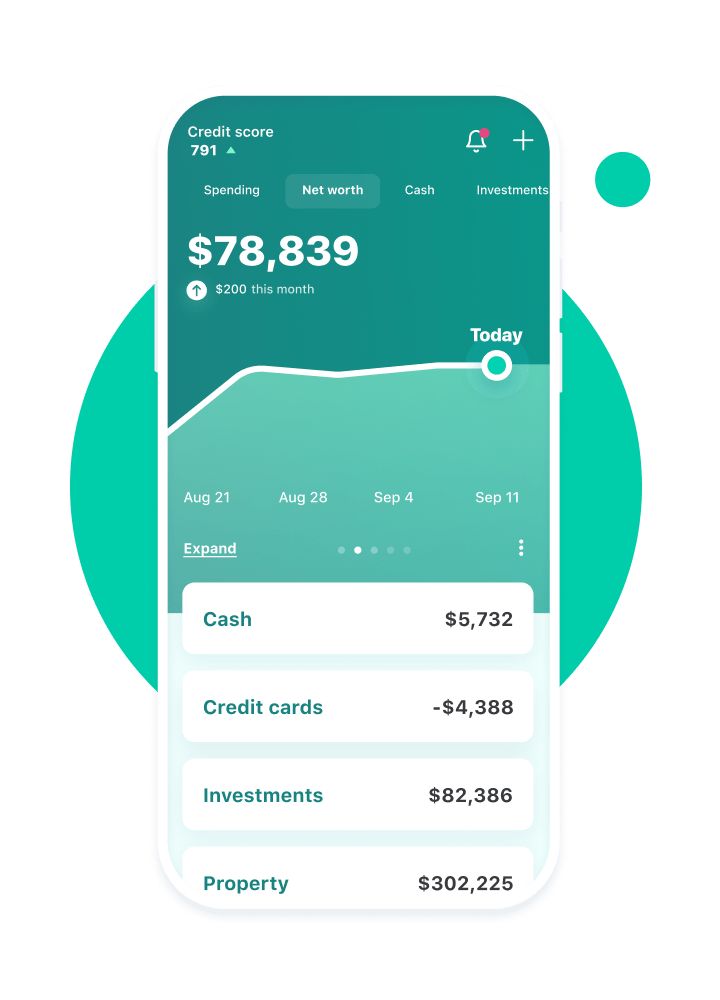 Credit score
791
Spending Net worth Cash Investments
$78,839
$200 this month
Today
Aug 21 Aug 28 Sep 4 Sep 11
Expand
Cash $5,732
Credit cards -$4,388
Investments $82,386
Property $302,225